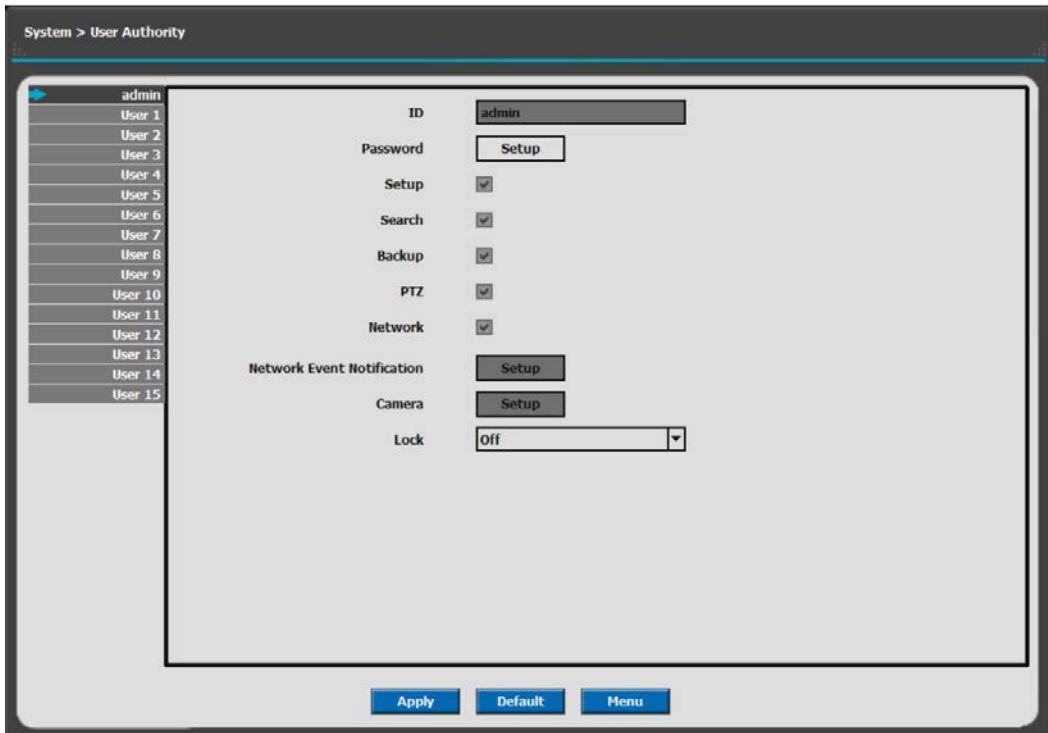 System > User Authority
admin
User 1
User 2
User 3
User 4
User 5
User 6
User 7
User 8
User 9
User 10
User 11
User 12
User 13
User 14
User 15
ID admin
Password Setup
Setup
Search
Backup
PTZ
Network
Network Event Notification Setup
Camera Setup
Lock Off
Apply Default Menu